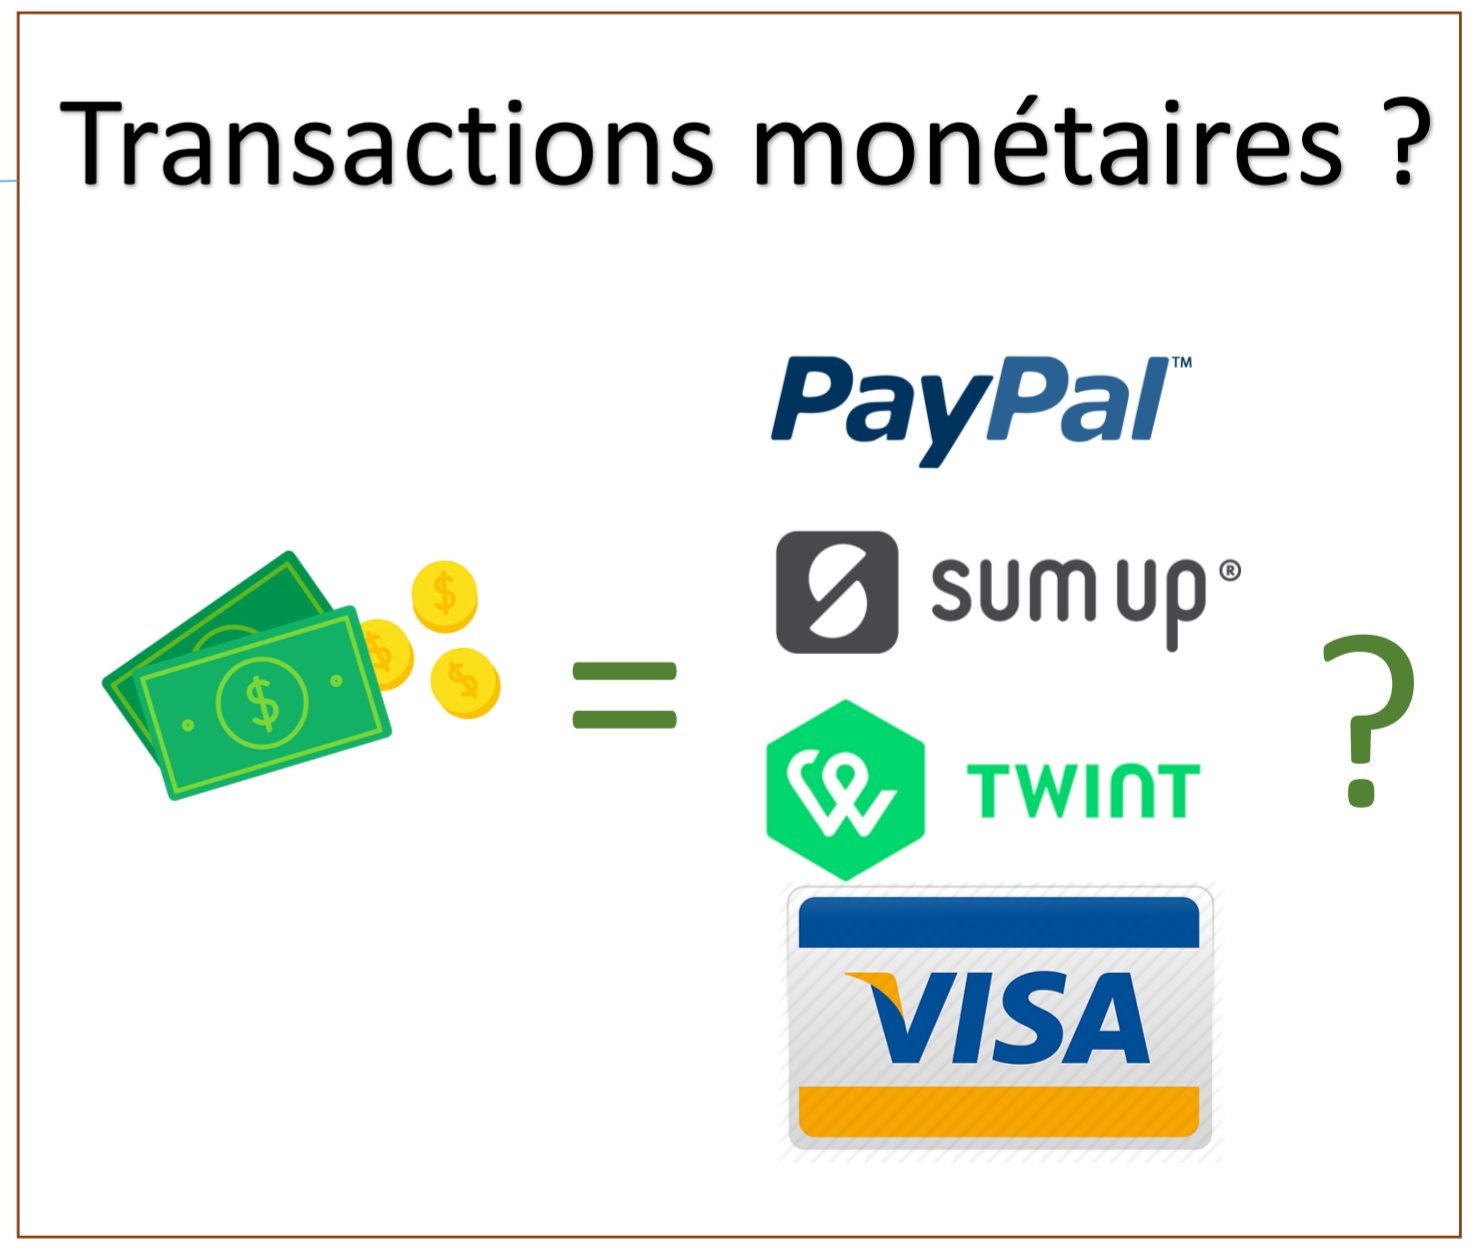 Transactions monétaires ?
PayPal™
sum up®
$ $ $ $ = ?
TWINT
VISA